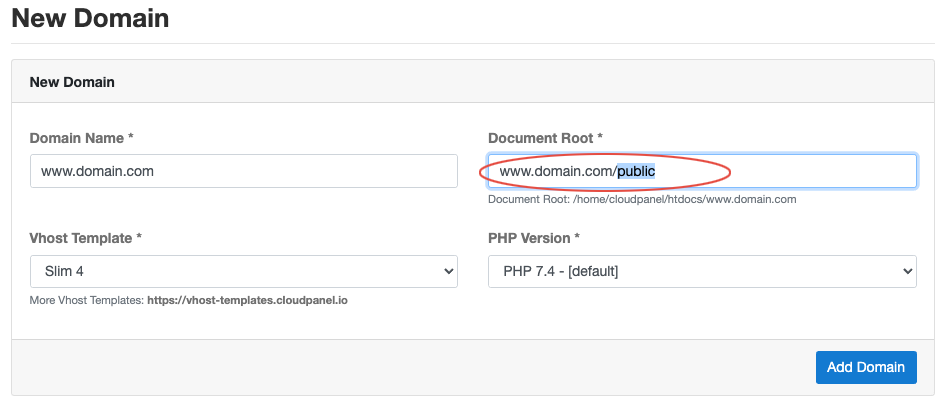 New Domain
New Domain
Domain Name *
Document Root *
www.domain.com
www.domain.com/public
Document Root: /home/cloudpanel/htdocs/www.domain.com
Vhost Template *
PHP Version *
Slim 4
PHP 7.4 - [default]
More Vhost Templates: https://vhost-templates.cloudpanel.io
Add Domain